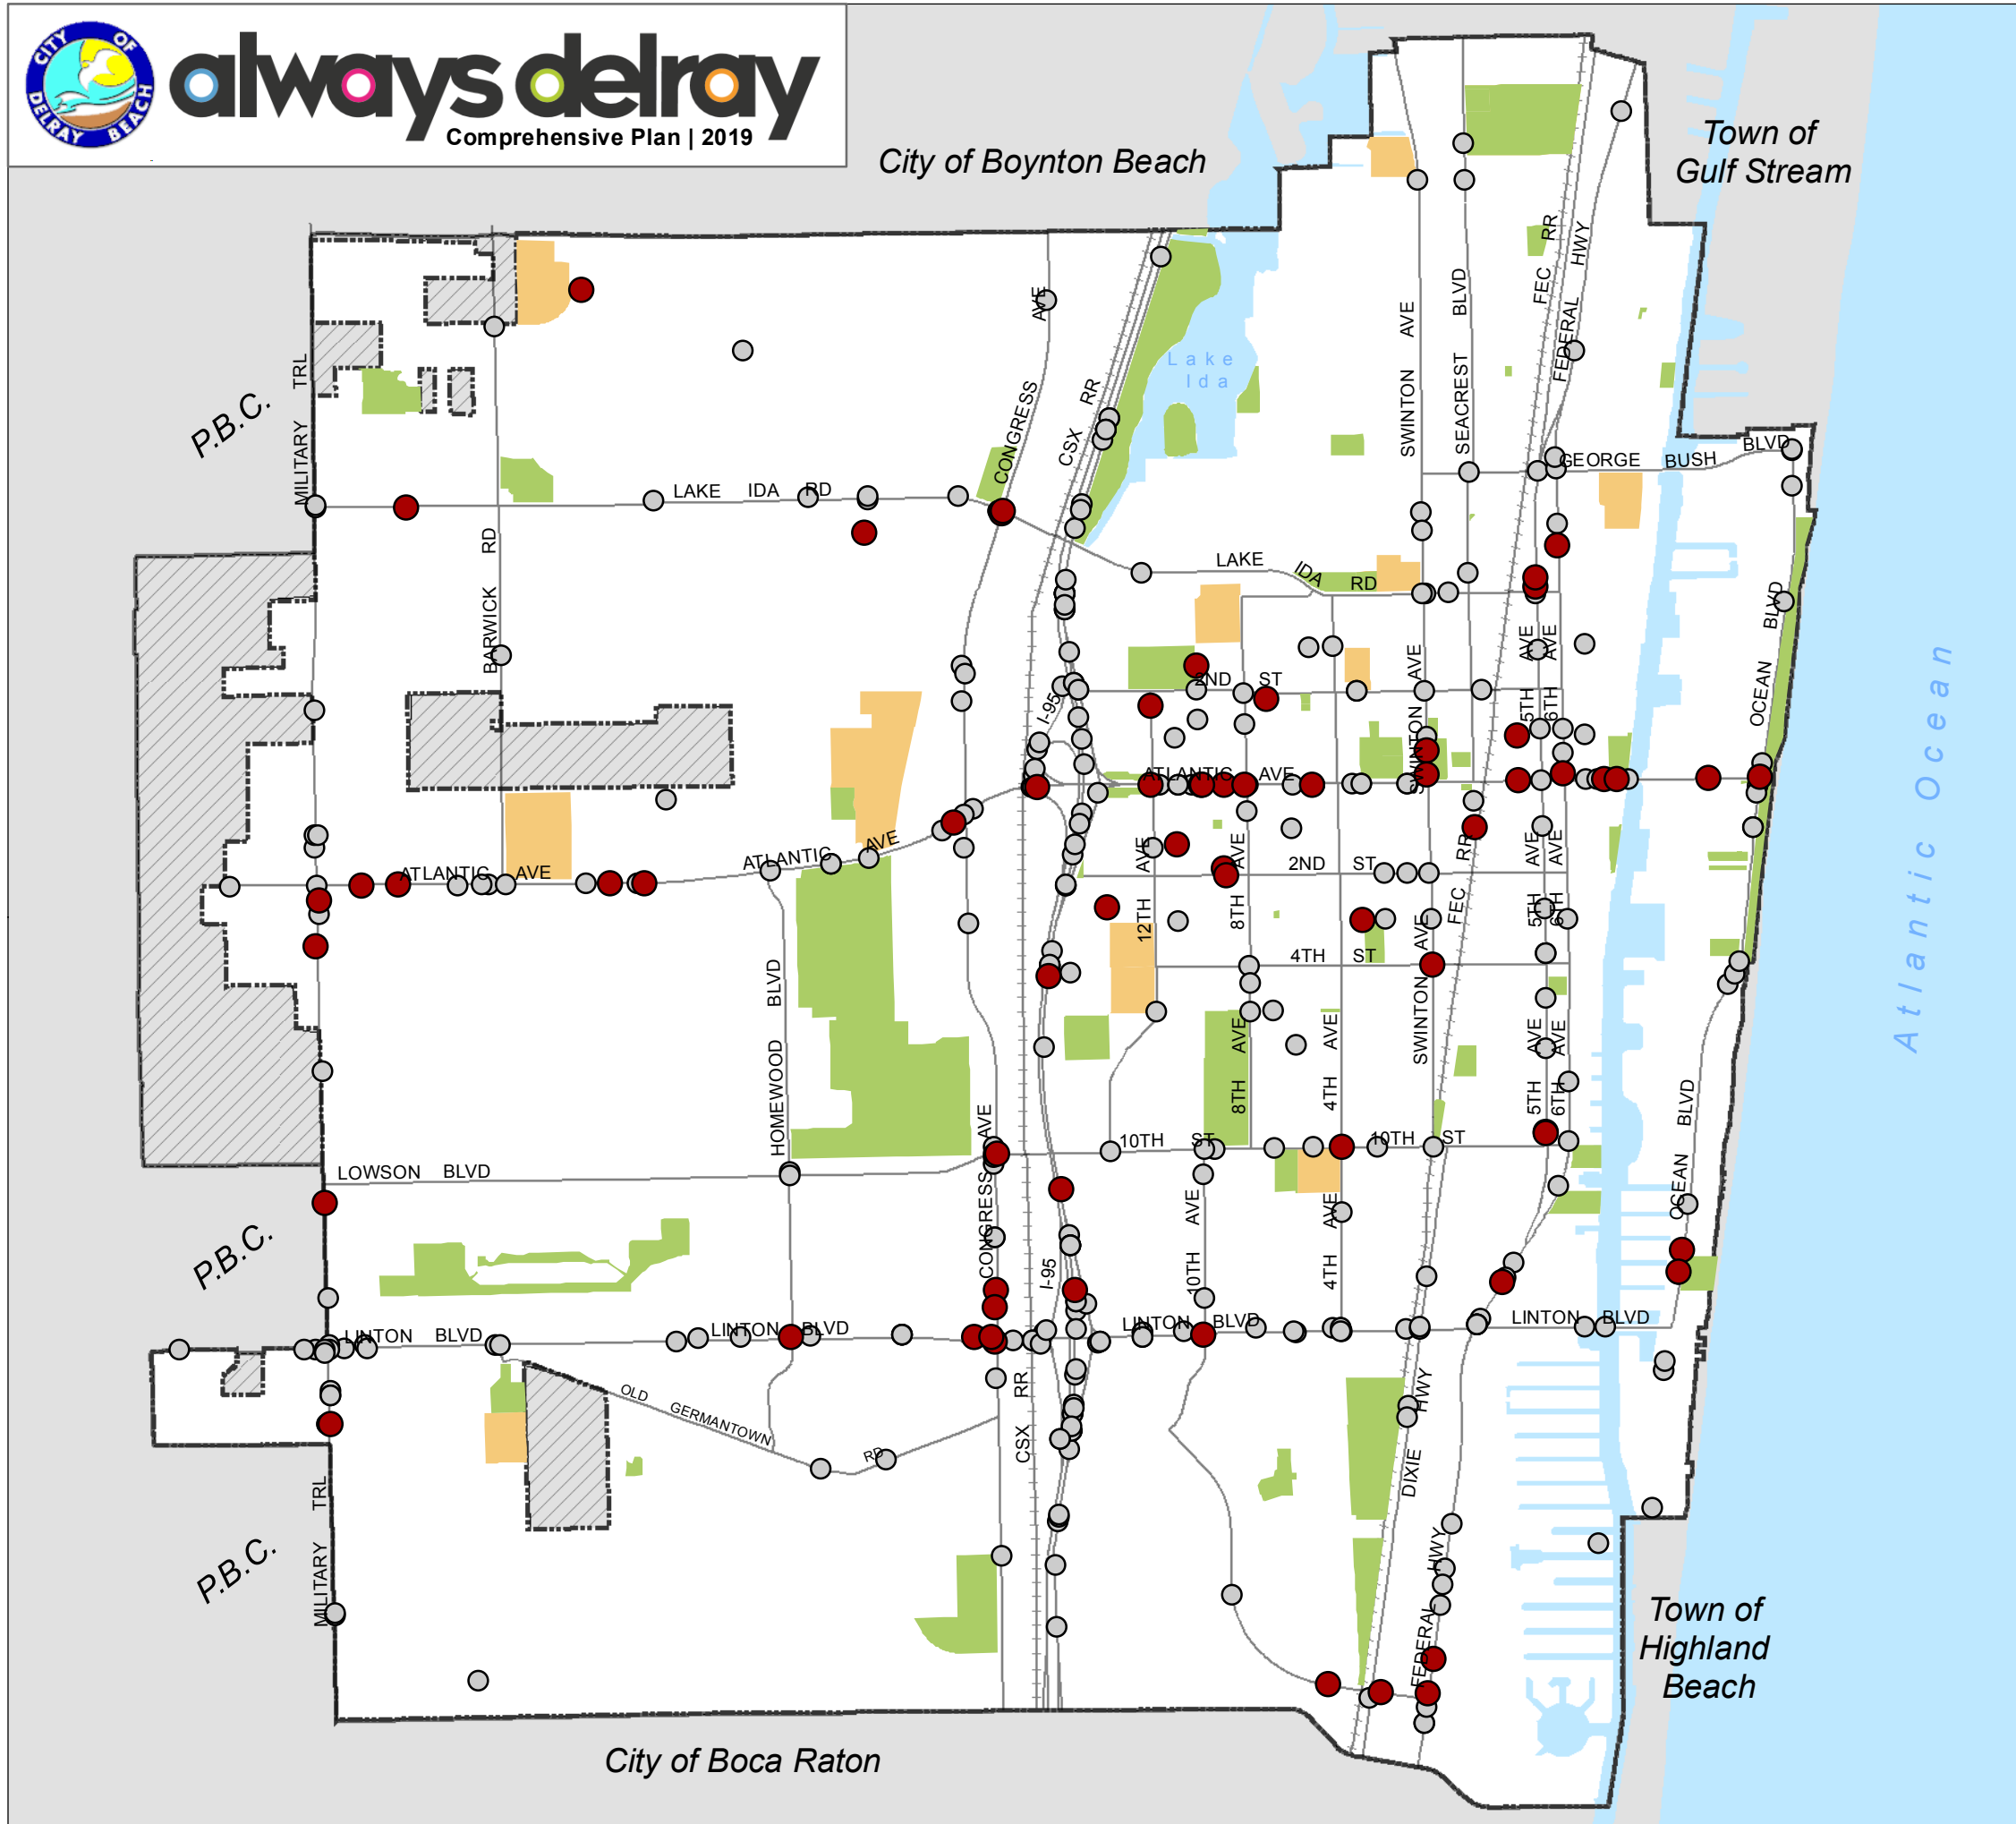 CITY OF
DELRAY BEACH
always delray
Comprehensive Plan | 2019
City of Boynton Beach
Town of
Gulf Stream
P.B.C.
MILITARY TRL
BARWICK RD
CONGRESS AVE
CSX RR
Lake
Ida
SWINTON AVE
SEACREST BLVD
FEC RR
FEDERAL HWY
GEORGE BUSH BLVD
LAKE IDA RD
LAKE IDA RD
OCEAN BLVD
Atlantic Ocean
I-95
2ND ST
SWINTON AVE
5TH AVE
6TH AVE
ATLANTIC AVE
ATLANTIC AVE
ATLANTIC AVE
12TH AVE
8TH AVE
2ND ST
FEC RR
5TH AVE
6TH AVE
4TH ST
SWINTON AVE
HOMEWOOD BLVD
8TH AVE
4TH AVE
5TH AVE
6TH AVE
CONGRESS AVE
10TH ST
10TH ST
LOWSON BLVD
P.B.C.
I-95
10TH AVE
4TH AVE
OCEAN BLVD
LINTON BLVD
LINTON BLVD
LINTON BLVD
LINTON BLVD
OLD GERMANTOWN RD
CSX RR
DIXIE HWY
FEDERAL HWY
P.B.C.
MILITARY TRL
Town of
Highland
Beach
City of Boca Raton